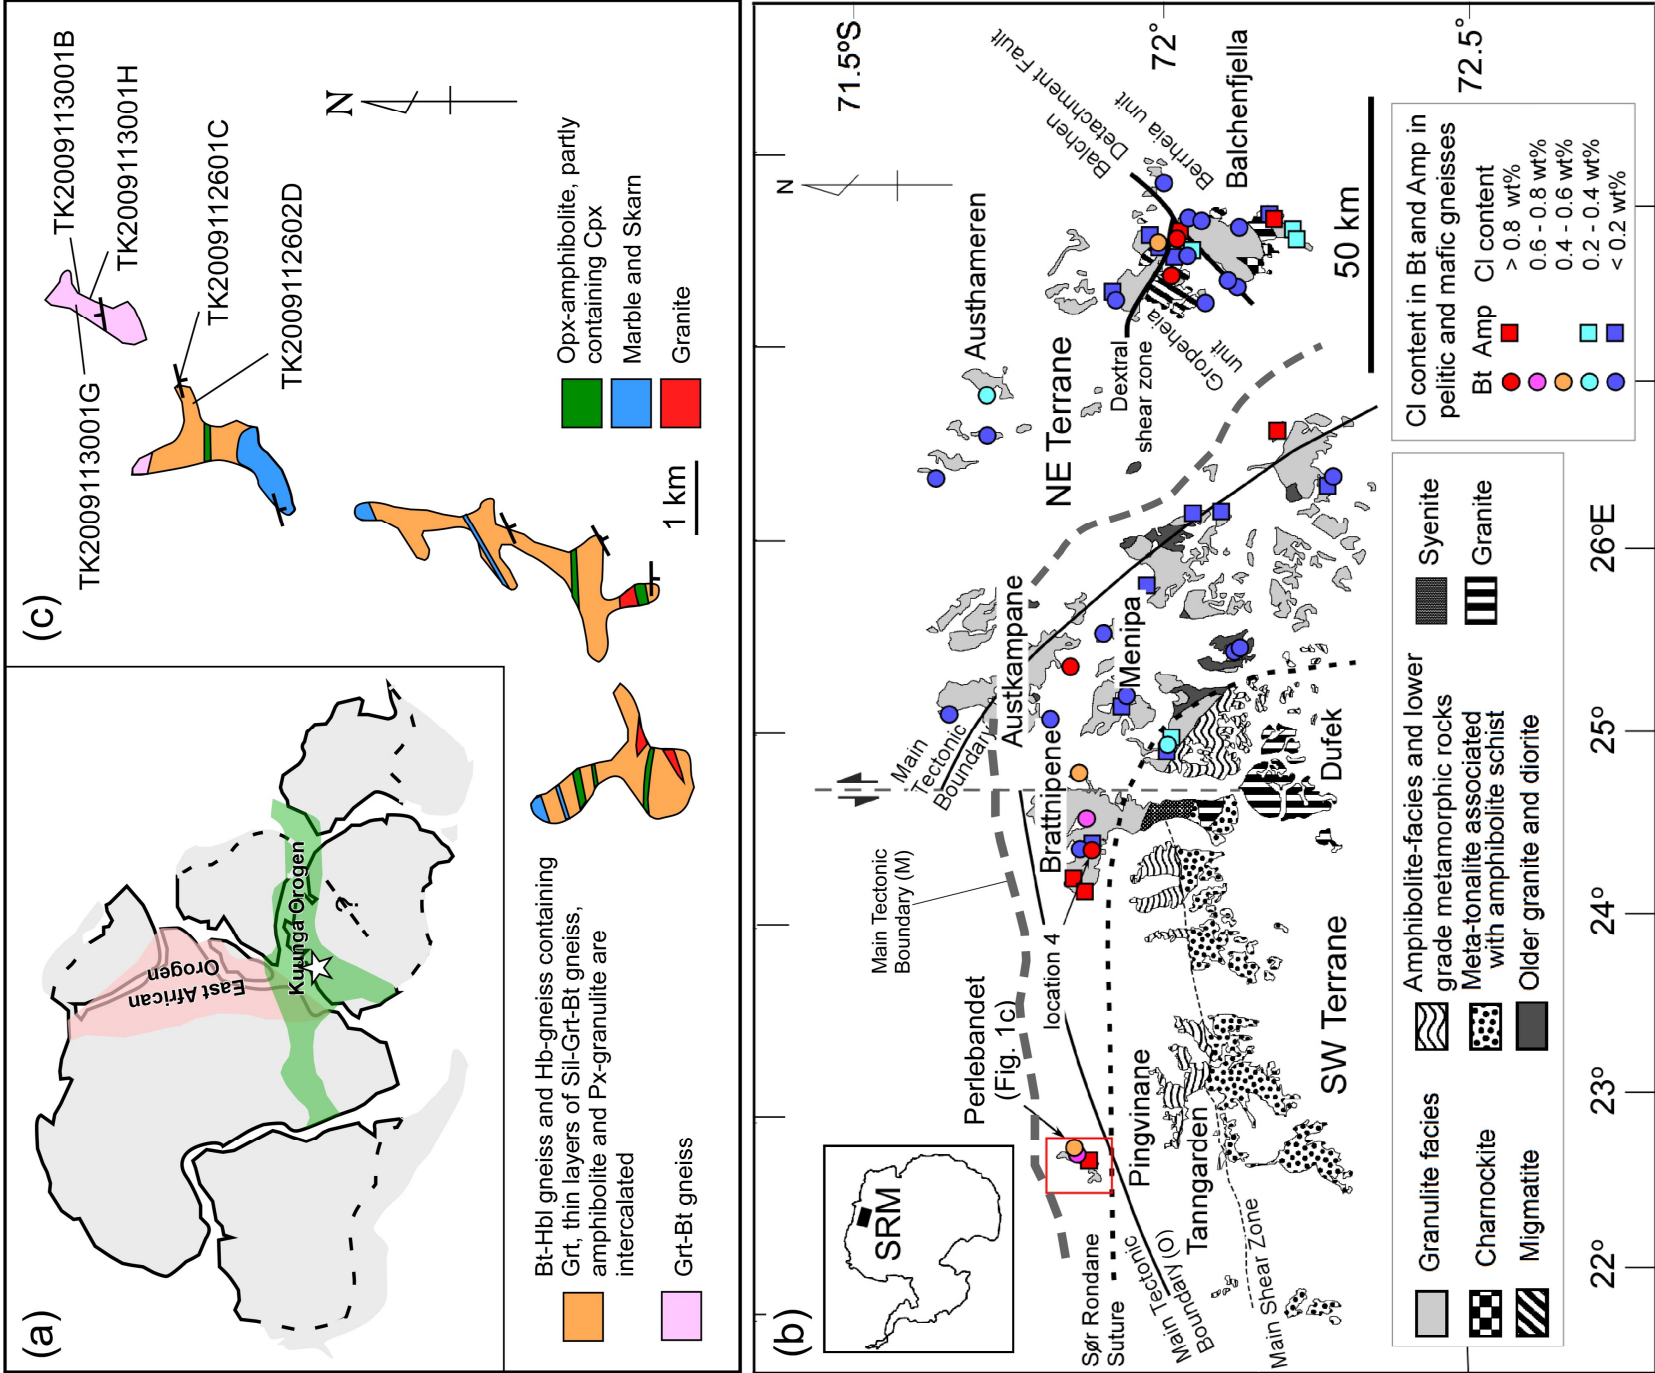 (a)
East African
Orogen
Kuunga Orogen
?
Bt-Hbl gneiss and Hb-gneiss containing
Grt, thin layers of Sil-Grt-Bt gneiss,
amphibolite and Px-granulite are
intercalated
Grt-Bt gneiss
(c)
TK2009113001G
TK2009113001B
TK2009113001H
TK2009112601C
TK2009112602D
N
Opx-amphibolite, partly
containing Cpx
Marble and Skarn
Granite
1 km
(b)
SRM
N
71.5ºS
72°
72.5°
22°
23°
24°
25°
26ºE
Balchen
Detachment Fault
Berrheia unit
Balchenfjella
Austhameren
NE Terrane
Dextral
shear zone
Gropeheia
unit
50 km
Austkampane
Menipa
Main
Tectonic
Boundary
Brattnipene
Main Tectonic
Boundary (M)
location 4
Perlebandet
(Fig. 1c)
Pingvinane
Tanngarden
Dufek
SW Terrane
Sør Rondane
Suture
Main Tectonic
Boundary (O)
Main Shear Zone
Cl content in Bt and Amp in
pelitic and mafic gneisses
Bt Amp Cl content
> 0.8 wt%
0.6 - 0.8 wt%
0.4 - 0.6 wt%
0.2 - 0.4 wt%
< 0.2 wt%
Granulite facies
Charnockite
Migmatite
Amphibolite-facies and lower
grade metamorphic rocks
Meta-tonalite associated
with amphibolite schist
Older granite and diorite
Syenite
Granite